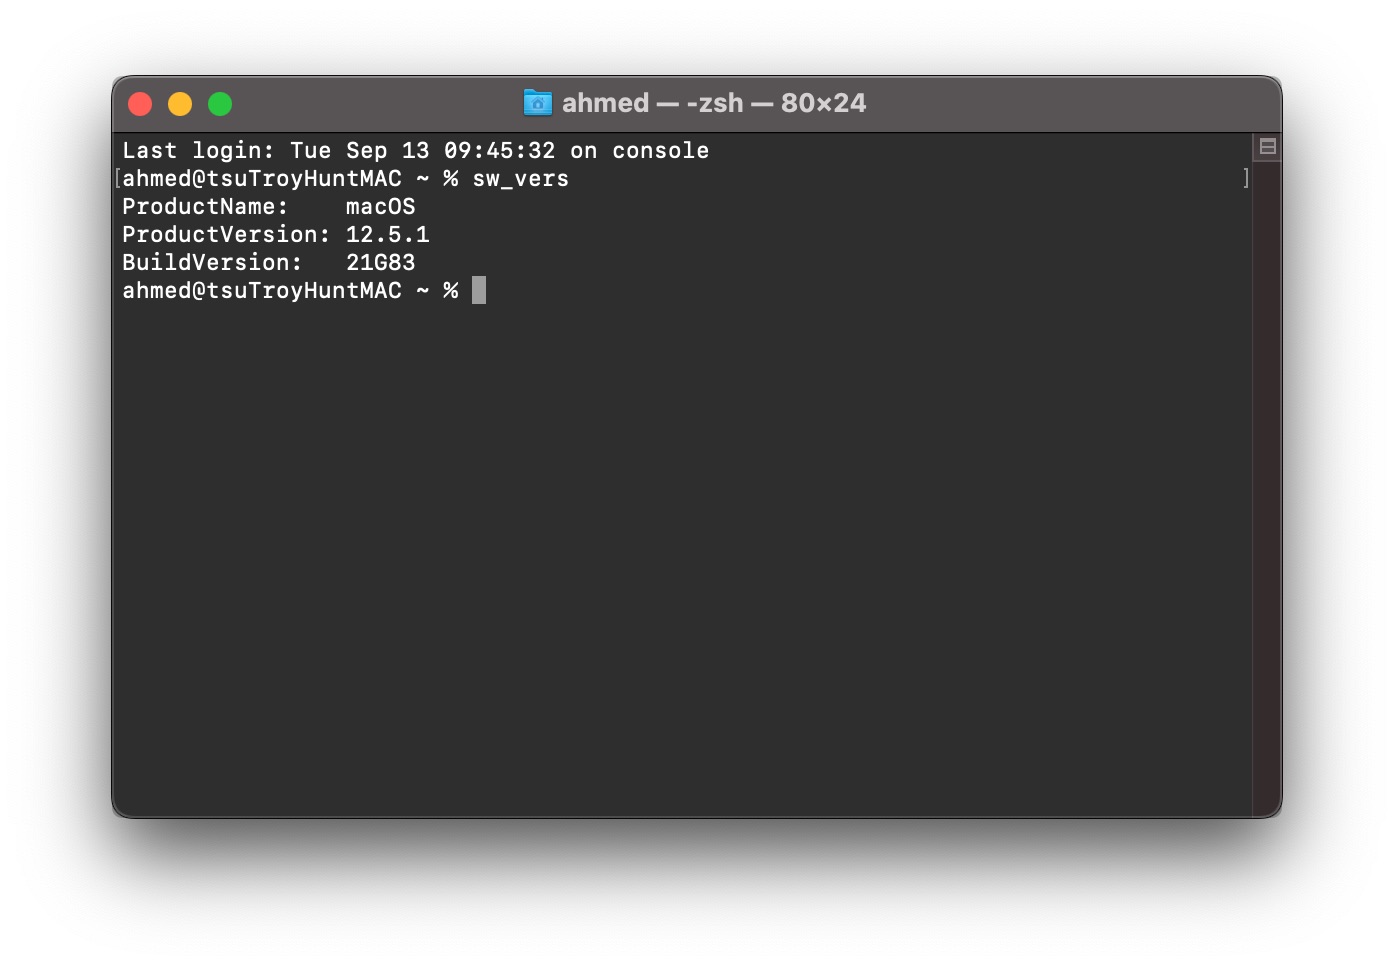 ahmed — -zsh — 80×24
Last login: Tue Sep 13 09:45:32 on console
[ahmed@tsuTroyHuntMAC ~ % sw_vers ]
ProductName:    macOS
ProductVersion: 12.5.1
BuildVersion:   21G83
ahmed@tsuTroyHuntMAC ~ %